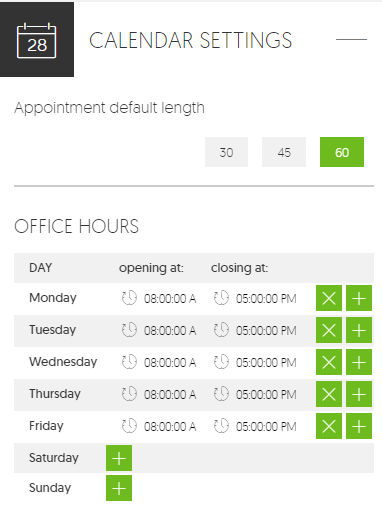 28 CALENDAR SETTINGS
Appointment default length
30 45 60
OFFICE HOURS
DAY opening at: closing at:
Monday 08:00:00 A 05:00:00 PM
Tuesday 08:00:00 A 05:00:00 PM
Wednesday 08:00:00 A 05:00:00 PM
Thursday 08:00:00 A 05:00:00 PM
Friday 08:00:00 A 05:00:00 PM
Saturday
Sunday